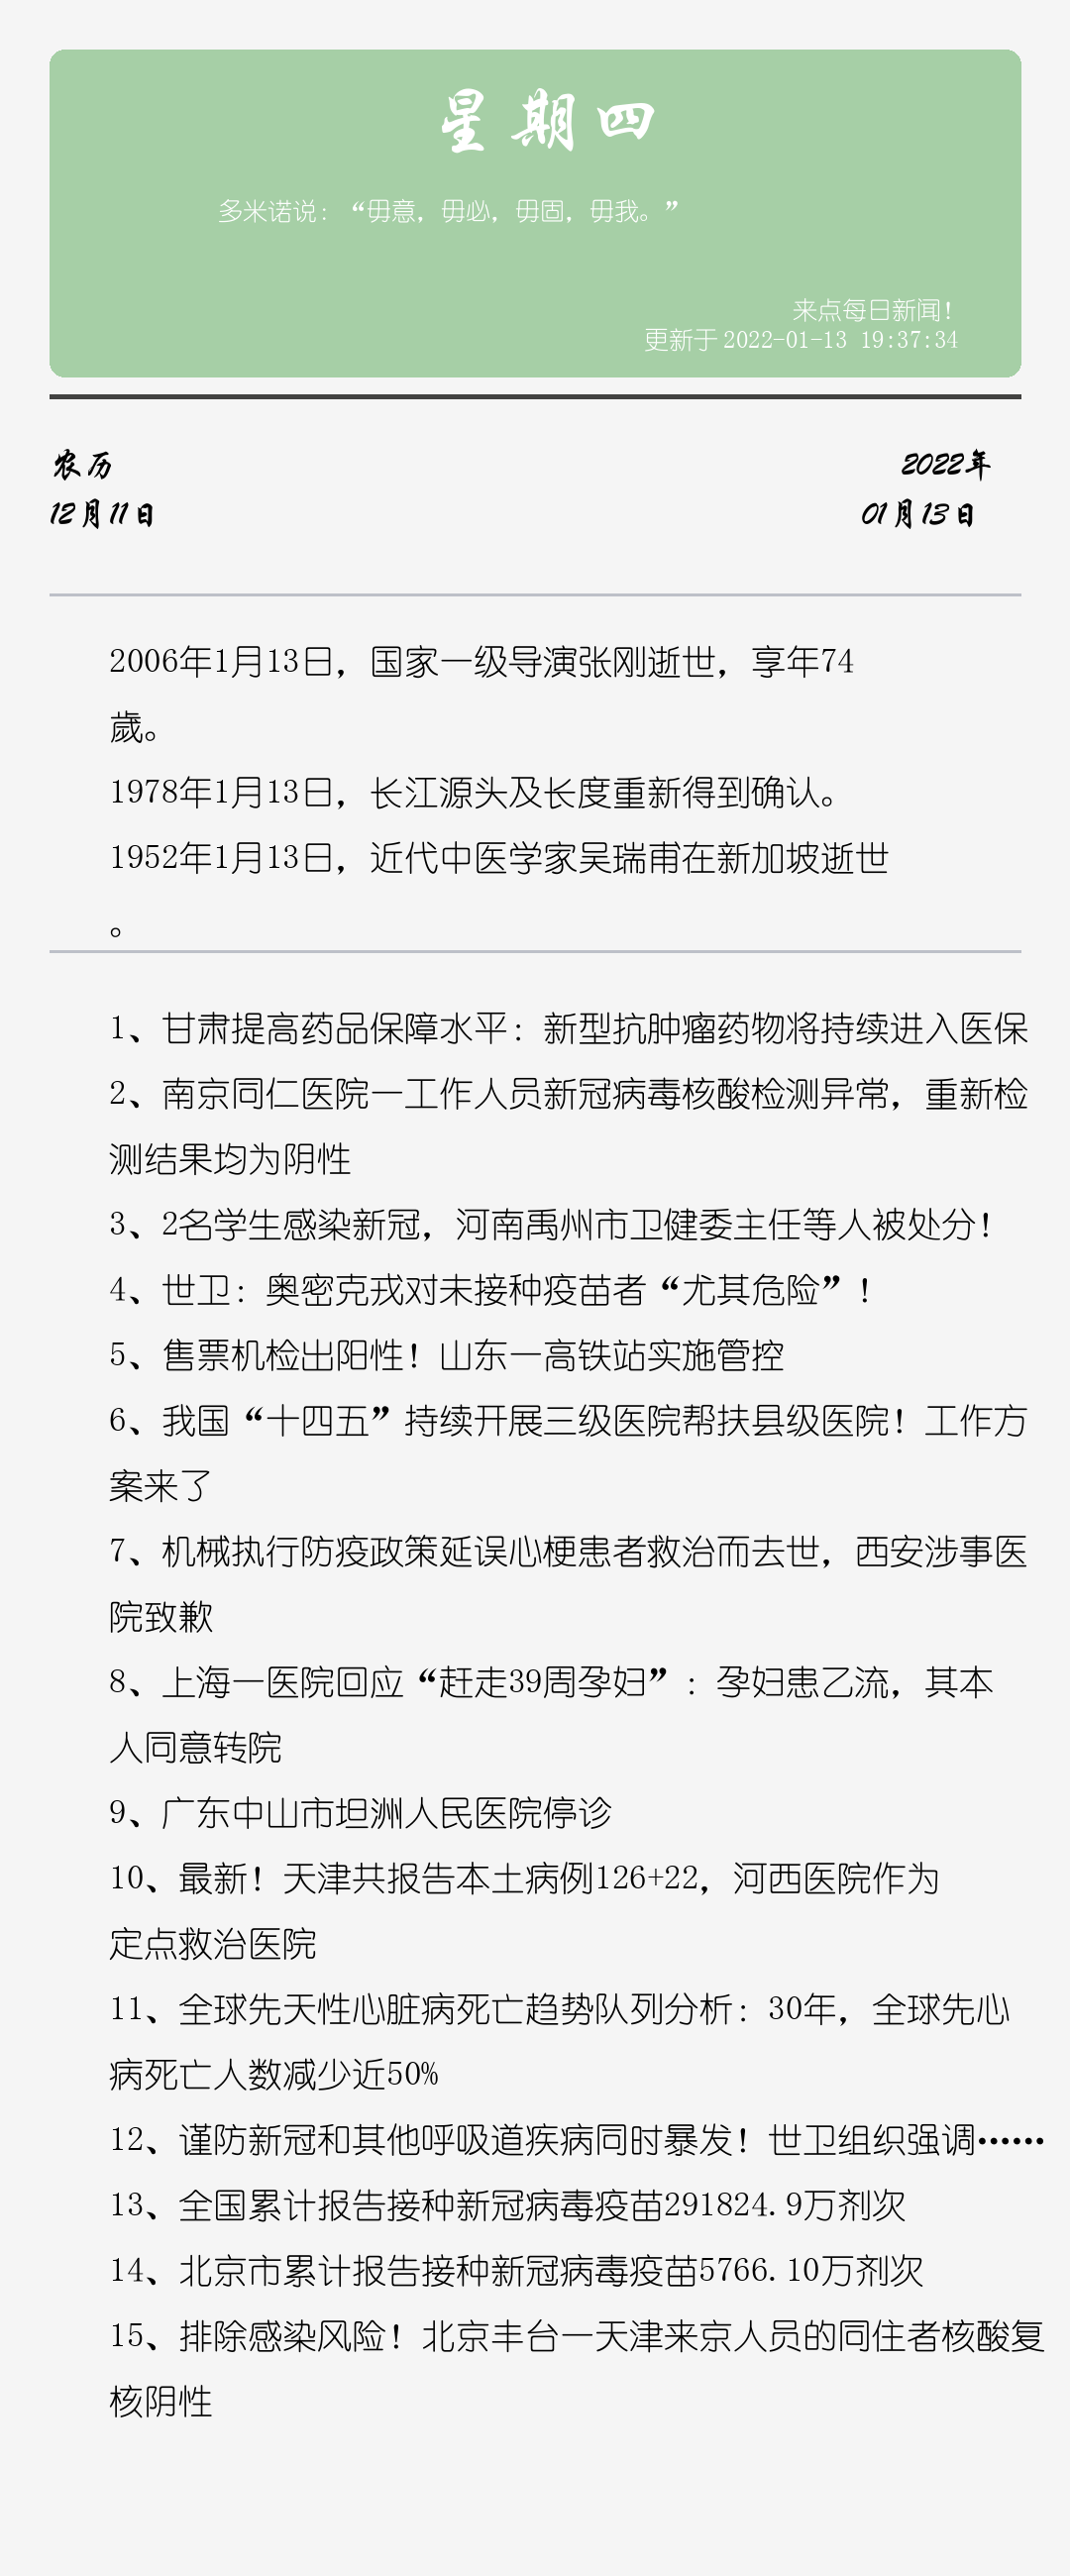 星期四
多米诺说：“毋意，毋必，毋固，毋我。”
来点每日新闻！
更新于2022-01-13 19:37:34
农历
2022年
12月11日
01月13日
2006年1月13日，国家一级导演张刚逝世，享年74
歲。
1978年1月13日，长江源头及长度重新得到确认。
1952年1月13日，近代中医学家吴瑞甫在新加坡逝世
。
1、甘肃提高药品保障水平：新型抗肿瘤药物将持续进入医保
2、南京同仁医院一工作人员新冠病毒核酸检测异常，重新检
测结果均为阴性
3、2名学生感染新冠，河南禹州市卫健委主任等人被处分！
4、世卫：奥密克戎对未接种疫苗者“尤其危险”！
5、售票机检出阳性！山东一高铁站实施管控
6、我国“十四五”持续开展三级医院帮扶县级医院！工作方
案来了
7、机械执行防疫政策延误心梗患者救治而去世，西安涉事医
院致歉
8、上海一医院回应“赶走39周孕妇”：孕妇患乙流，其本
人同意转院
9、广东中山市坦洲人民医院停诊
10、最新！天津共报告本土病例126+22，河西医院作为
定点救治医院
11、全球先天性心脏病死亡趋势队列分析：30年，全球先心
病死亡人数减少近50%
12、谨防新冠和其他呼吸道疾病同时暴发！世卫组织强调……
13、全国累计报告接种新冠病毒疫苗291824.9万剂次
14、北京市累计报告接种新冠病毒疫苗5766.10万剂次
15、排除感染风险！北京丰台一天津来京人员的同住者核酸复
核阴性